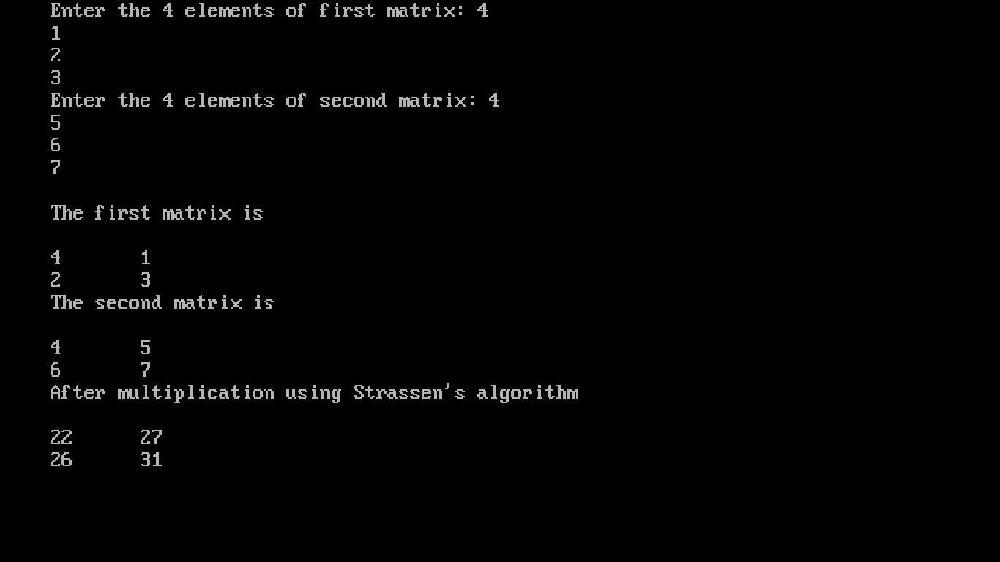 Enter the 4 elements of first matrix: 4
1
2
3
Enter the 4 elements of second matrix: 4
5
6
7
The first matrix is
4 1
2 3
The second matrix is
4 5
6 7
After multiplication using Strassen's algorithm
22 27
26 31